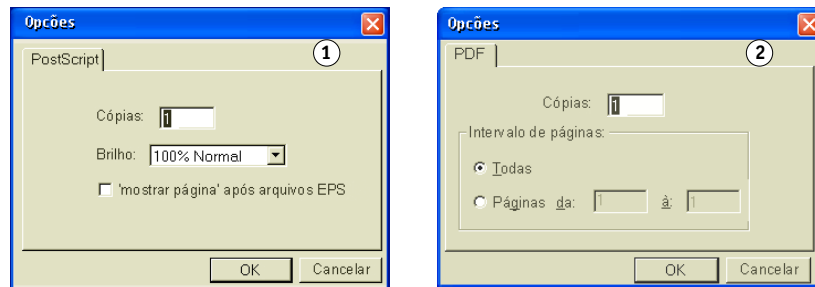 Opções
1
PostScript
Cópias: 1
Brilho: 100% Normal
'mostrar página' após arquivos EPS
OK Cancelar
Opções
2
PDF
Cópias: 1
Intervalo de páginas:
Todas
Páginas da: 1 à: 1
OK Cancelar